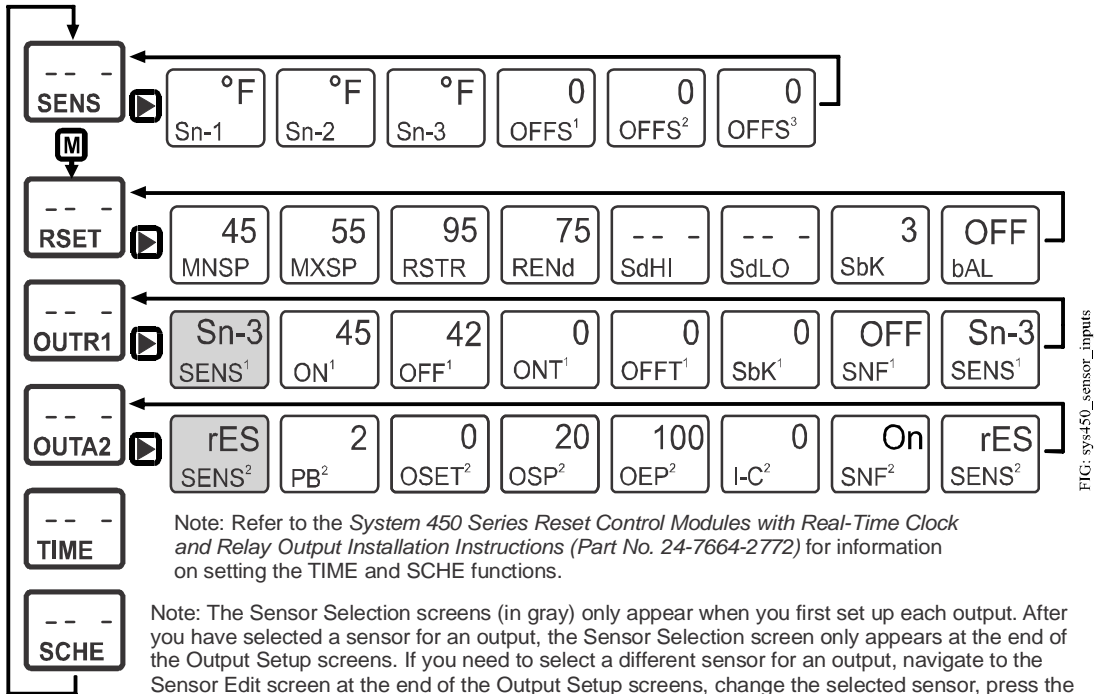 -- -
SENS
°F
Sn-1
°F
Sn-2
°F
Sn-3
0
OFFS¹
0
OFFS²
0
OFFS³
M
-- -
RSET
45
MNSP
55
MXSP
95
RSTR
75
RENd
-- -
SdHI
-- -
SdLO
3
SbK
OFF
bAL
-- -
OUTR1
Sn-3
SENS¹
45
ON¹
42
OFF¹
0
ONT¹
0
OFFT¹
0
SbK¹
OFF
SNF¹
Sn-3
SENS¹
-- -
OUTA2
rES
SENS²
2
PB²
0
OSET²
20
OSP²
100
OEP²
0
I-C²
On
SNF²
rES
SENS²
FIG: sys450_sensor_inputs
-- -
TIME
Note: Refer to the System 450 Series Reset Control Modules with Real-Time Clock
and Relay Output Installation Instructions (Part No. 24-7664-2772) for information
on setting the TIME and SCHE functions.
-- -
SCHE
Note: The Sensor Selection screens (in gray) only appear when you first set up each output. After
you have selected a sensor for an output, the Sensor Selection screen only appears at the end of
the Output Setup screens. If you need to select a different sensor for an output, navigate to the
Sensor Edit screen at the end of the Output Setup screens, change the selected sensor, press the